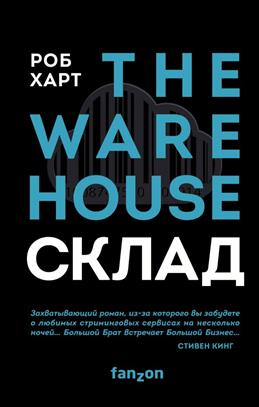 РОБ
ХАРТ
THE
WARE
HOUSE
СКЛАД
Захватывающий роман, из-за которого вы забудете
о любимых стриминговых сервисах на несколько
ночей... Большой Брат встречает Большой Бизнес...
СТИВЕН КИНГ
fanzon